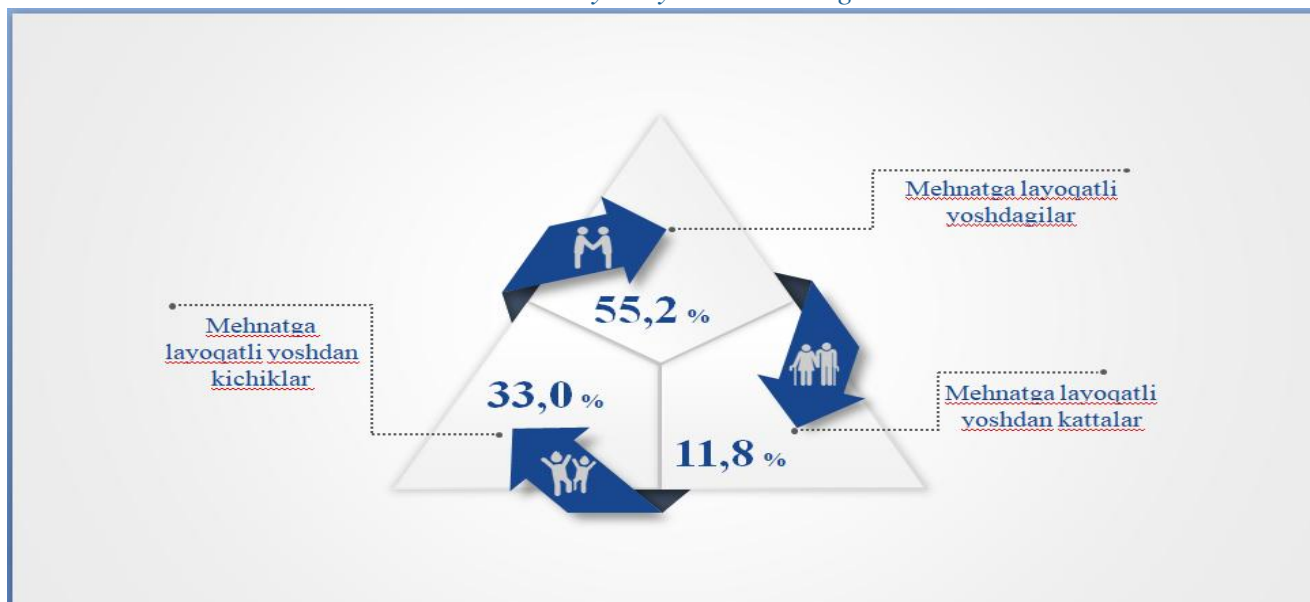 Mehnatga layoqatli
yoshdagilar
55,2 %
Mehnatga
layoqatli yoshdan
kichiklar
33,0 %
Mehnatga layoqatli
yoshdan kattalar
11,8 %